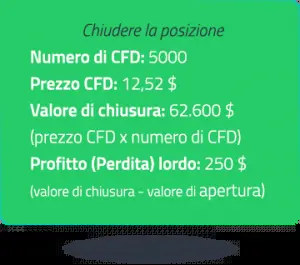 Chiudere la posizione
Numero di CFD: 5000
Prezzo CFD: 12,52 $
Valore di chiusura: 62.600 $
(prezzo CFD x numero di CFD)
Profitto (Perdita) lordo: 250 $
(valore di chiusura - valore di apertura)